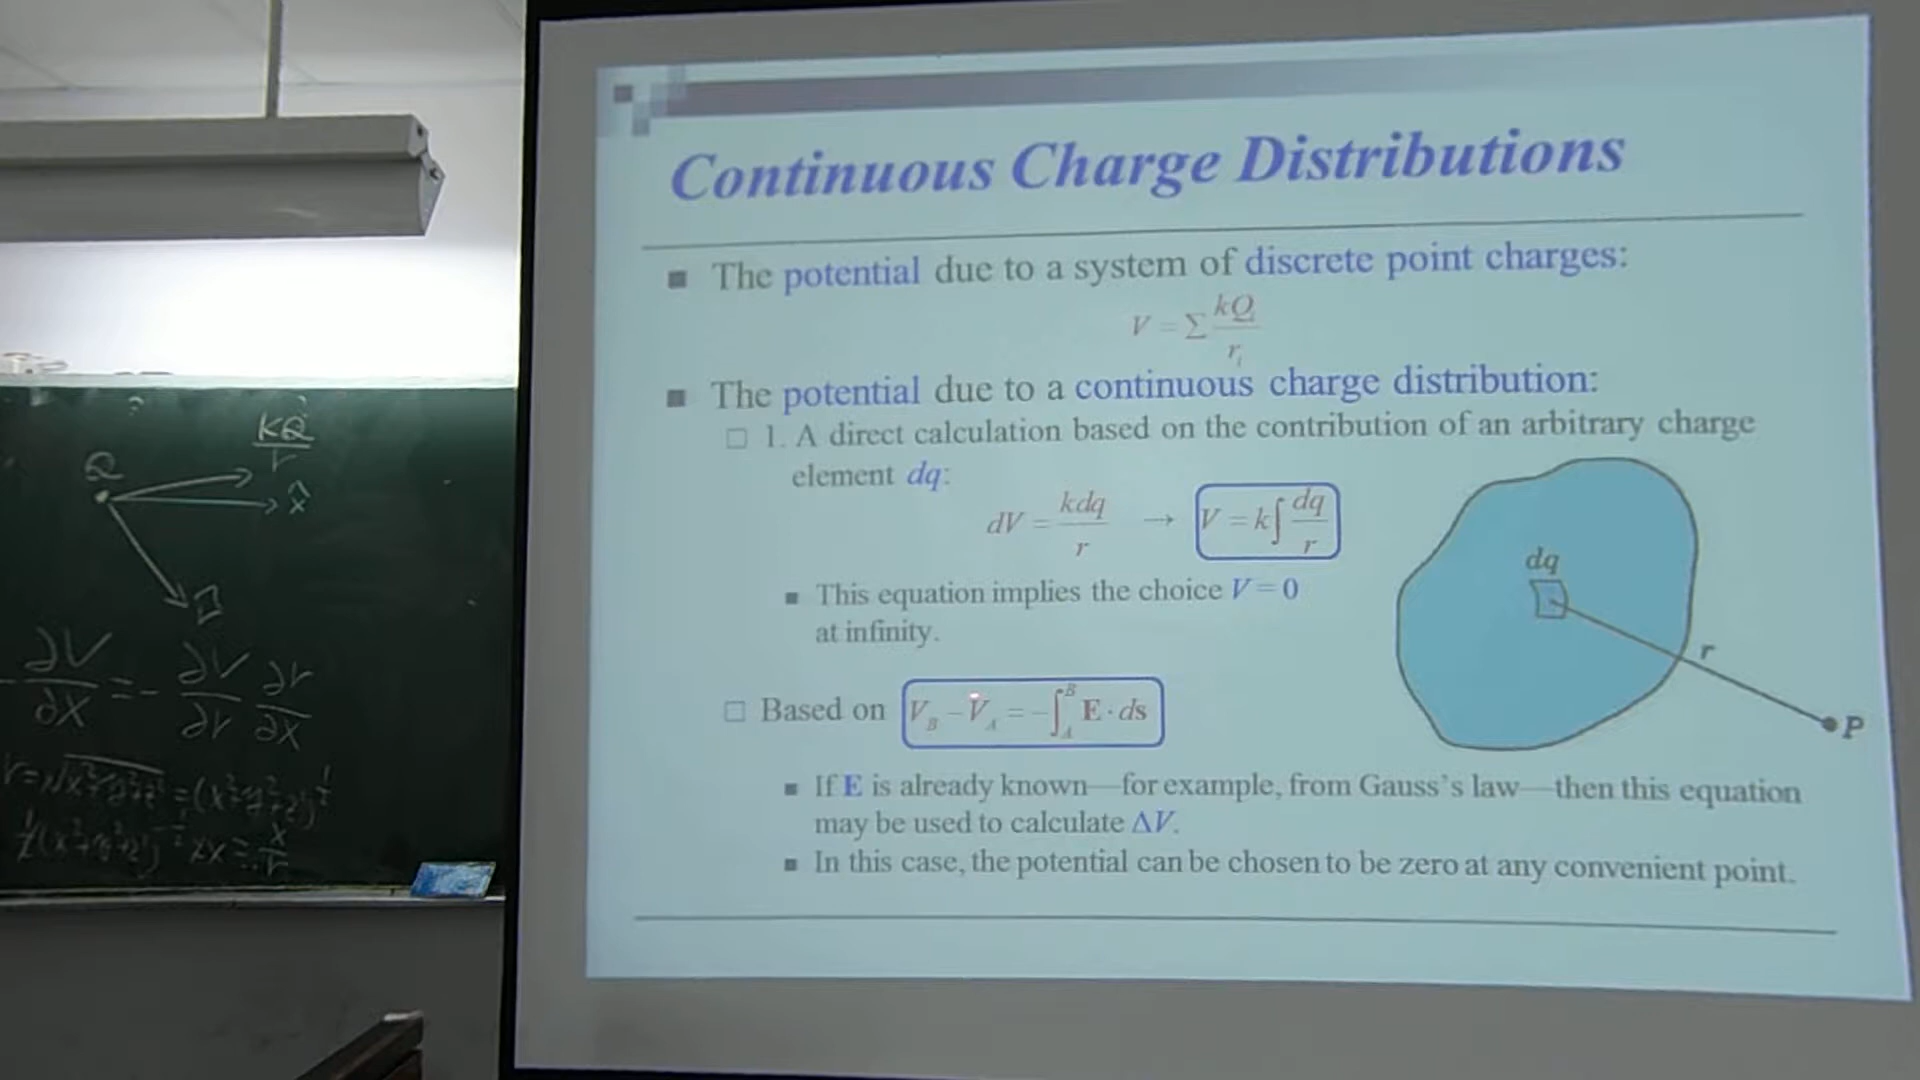 Continuous Charge Distributions
■ The potential due to a system of discrete point charges:
V = Σ kQ_i / r_i
■ The potential due to a continuous charge distribution:
□ 1. A direct calculation based on the contribution of an arbitrary charge
element dq:
dV = kdq / r → V = k∫ dq / r
■ This equation implies the choice V = 0
at infinity.
□ Based on V_B − V_A = −∫_A^B E · ds
■ If E is already known—for example, from Gauss's law—then this equation
may be used to calculate ΔV.
■ In this case, the potential can be chosen to be zero at any convenient point.
dq
r
P
kQ / r
Q
x̂
-∂V/∂x = -∂V/∂r ∂r/∂x